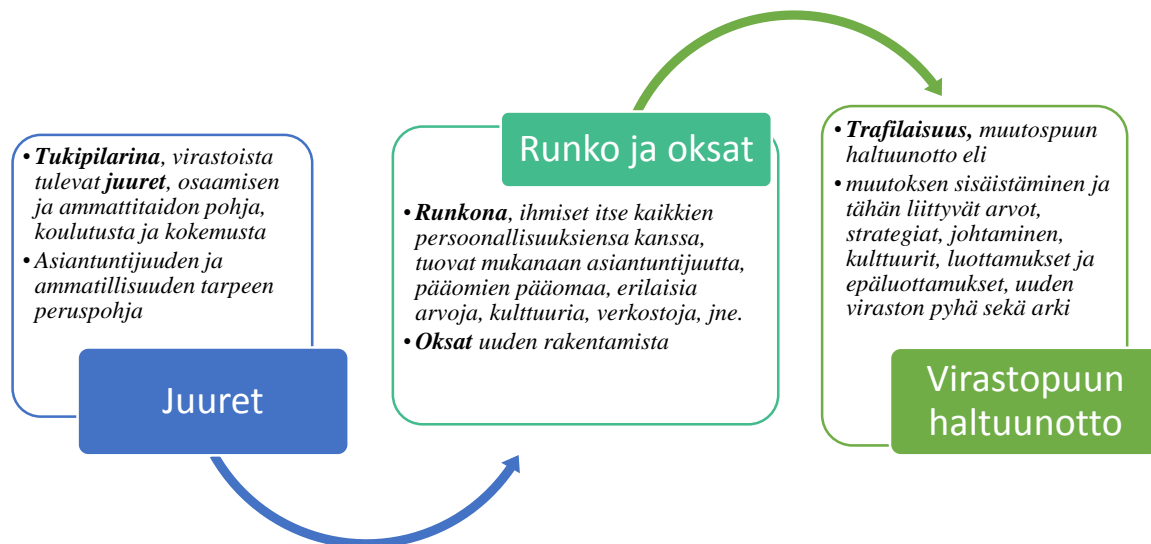 • Tukipilarina, virastoista
tulevat juuret, osaamisen
ja ammattitaidon pohja,
koulutusta ja kokemusta
• Asiantuntijuuden ja
ammatillisuuden tarpeen
peruspohja
Juuret
Runko ja oksat
• Runkona, ihmiset itse kaikkien
persoonallisuuksiensa kanssa,
tuovat mukanaan asiantuntijuutta,
pääomien pääomaa, erilaisia
arvoja, kulttuuria, verkostoja, jne.
• Oksat uuden rakentamista
• Trafilaisuus, muutospuun
haltuunotto eli
• muutoksen sisäistäminen ja
tähän liittyvät arvot,
strategiat, johtaminen,
kulttuurit, luottamukset ja
epäluottamukset, uuden
viraston pyhä sekä arki
Virastopuun
haltuunotto